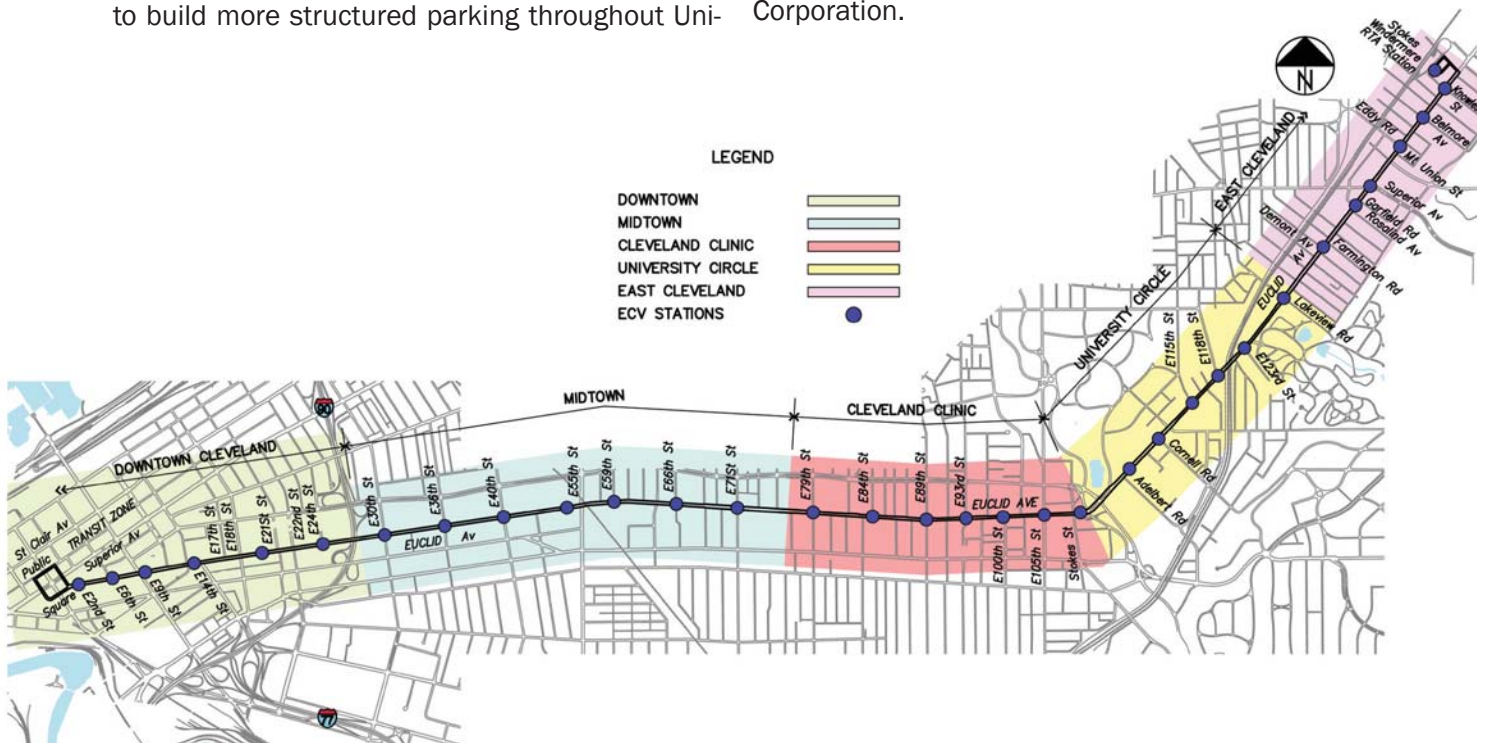 to build more structured parking throughout Uni-
Corporation.
N
LEGEND
DOWNTOWN
MIDTOWN
CLEVELAND CLINIC
UNIVERSITY CIRCLE
EAST CLEVELAND
ECV STATIONS
DOWNTOWN CLEVELAND
MIDTOWN
CLEVELAND CLINIC
UNIVERSITY CIRCLE
EAST CLEVELAND
90
77
St Clair Av
TRANSIT ZONE
Superior Av
Public
Square
E2nd St
E6th St
E9th St
E14th St
E17th St
E18th St
E21St St
E22nd St
E24th St
E30th St
E36th St
EUCLID Av
E40th St
E55th St
E59th St
E66th St
E71St St
E79th St
E84th St
E89th St
E93rd St
EUCLID AVE
E100th St
E105th St
Stokes St
Adelbert Rd
Cornell Rd
E115th St
E118th St
E123rd St
EUCLID
Av
Lakeview Rd
Demont Av
Farmington Rd
Rosalind Av
Garfield Rd
Superior Av
Mt Union St
Eddy Rd
Belmore
Av
St
Stokes
Windermere
RTA Station